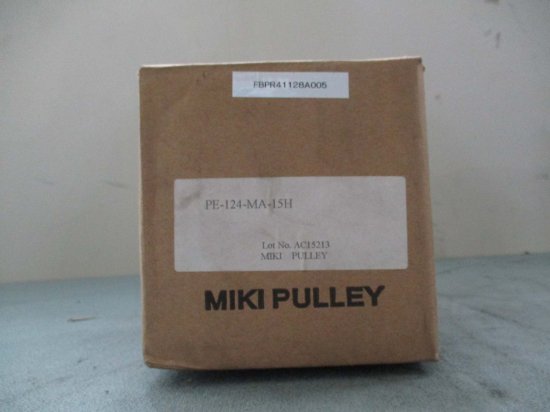 FBPR41128A005
PE-124-MA-15H
Lot No. AC15213
MIKI PULLEY
MIKI PULLEY